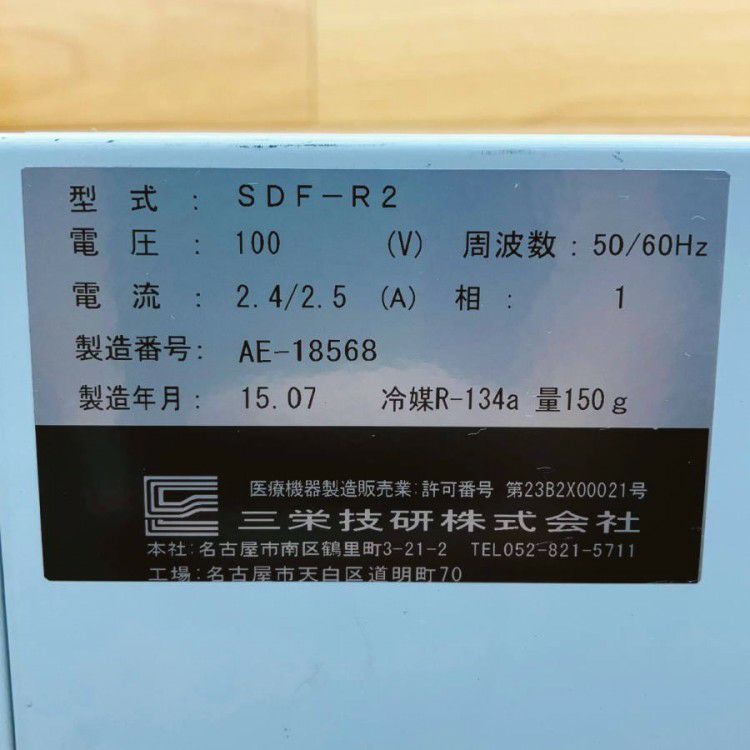 型式: SDF-R2
電圧: 100 (V) 周波数: 50/60Hz
電流: 2.4/2.5 (A) 相: 1
製造番号: AE-18568
製造年月: 15.07 冷媒R-134a 量150g
医療機器製造販売業:許可番号 第23B2X00021号
三栄技研株式会社
本社:名古屋市南区鶴里町3-21-2 TEL052-821-5711
工場:名古屋市天白区道明町70